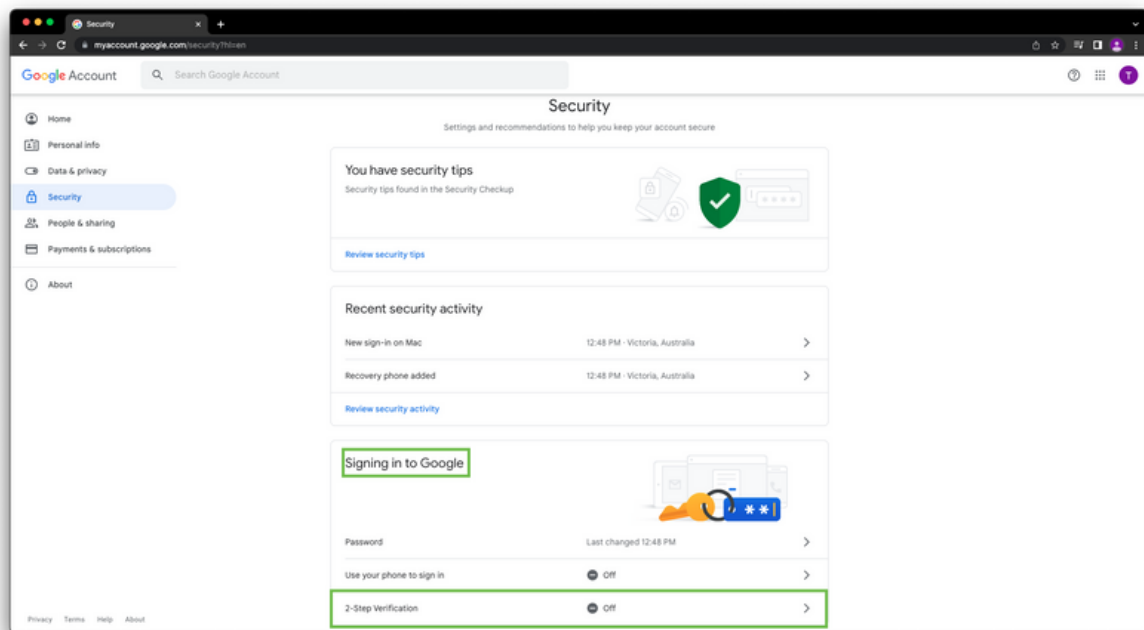 Security
myaccount.google.com/security?hl=en
Google Account
Search Google Account
T
Home
Personal info
Data & privacy
Security
People & sharing
Payments & subscriptions
About
Security
Settings and recommendations to help you keep your account secure
You have security tips
Security tips found in the Security Checkup
Review security tips
Recent security activity
New sign-in on Mac 12:48 PM · Victoria, Australia
Recovery phone added 12:48 PM · Victoria, Australia
Review security activity
Signing in to Google
Password Last changed 12:48 PM
Use your phone to sign in Off
2-Step Verification Off
Privacy Terms Help About